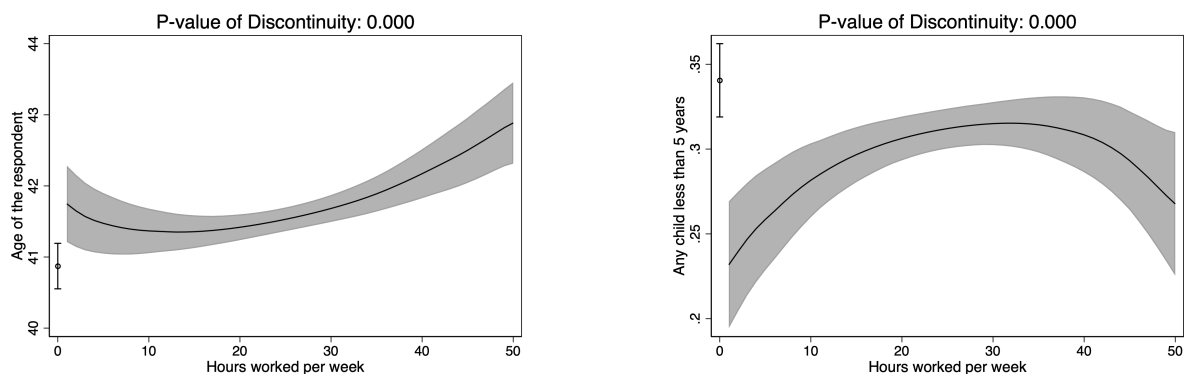 P-value of Discontinuity: 0.000
Age of the respondent
44
43
42
41
40
0 10 20 30 40 50
Hours worked per week
P-value of Discontinuity: 0.000
Any child less than 5 years
.35
.3
.25
.2
0 10 20 30 40 50
Hours worked per week